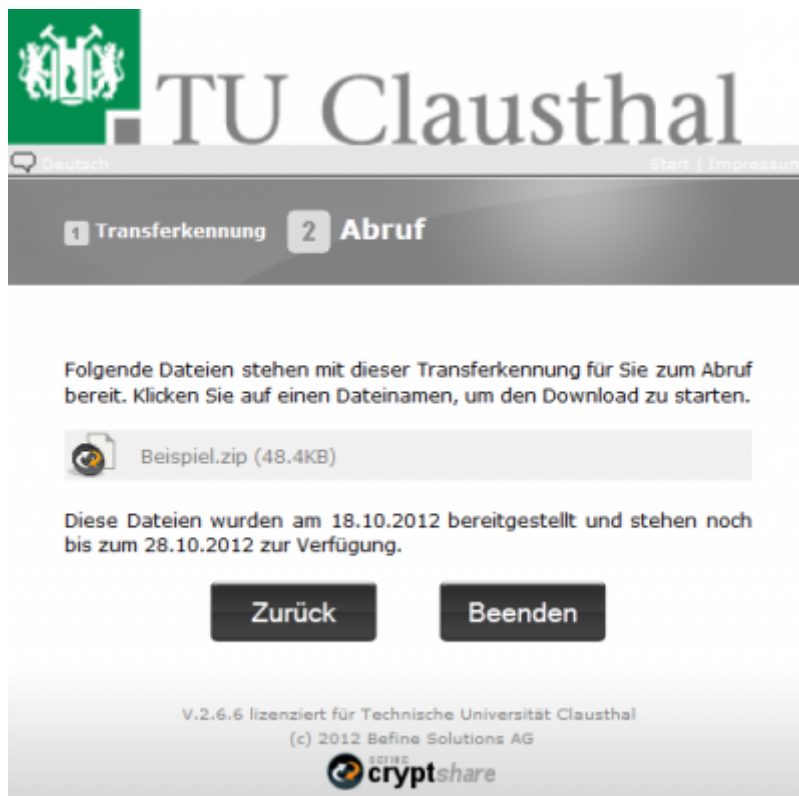 TU Clausthal
Deutsch
Start | Impressum
1 Transferkennung 2 Abruf
Folgende Dateien stehen mit dieser Transferkennung für Sie zum Abruf
bereit. Klicken Sie auf einen Dateinamen, um den Download zu starten.
Beispiel.zip (48.4KB)
Diese Dateien wurden am 18.10.2012 bereitgestellt und stehen noch
bis zum 28.10.2012 zur Verfügung.
Zurück
Beenden
V.2.6.6 lizenziert für Technische Universität Clausthal
(c) 2012 Befine Solutions AG
BEFINE
cryptshare